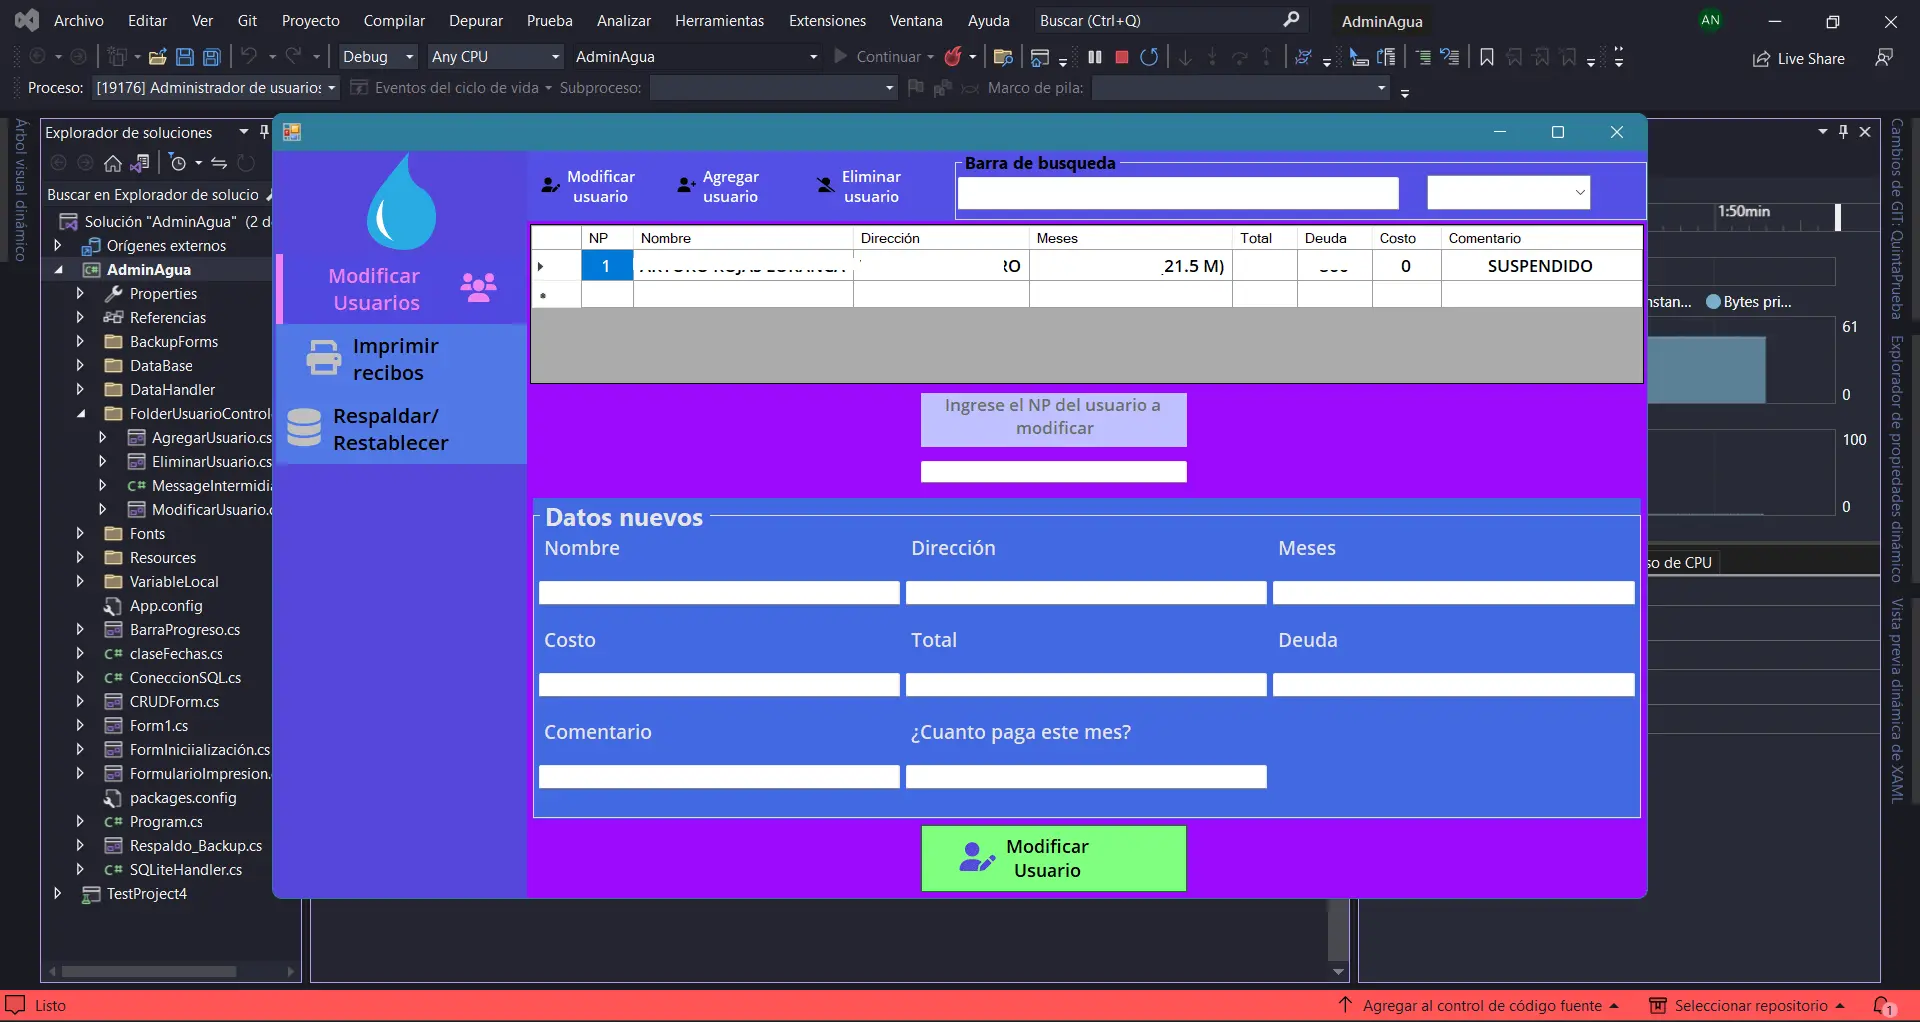 Archivo Editar Ver Git Proyecto Compilar Depurar Prueba Analizar Herramientas Extensiones Ventana Ayuda Buscar (Ctrl+Q) AdminAgua AN
Debug Any CPU AdminAgua Continuar Live Share
Proceso: [19176] Administrador de usuarios Eventos del ciclo de vida Subproceso: Marco de pila:
Árbol visual dinámico
Explorador de soluciones
Buscar en Explorador de solucio
Solución "AdminAgua" (2 d
Orígenes externos
AdminAgua
Properties
Referencias
BackupForms
DataBase
DataHandler
FolderUsuarioControl
AgregarUsuario.cs
EliminarUsuario.cs
MessageIntermidi
ModificarUsuario.
Fonts
Resources
VariableLocal
App.config
BarraProgreso.cs
claseFechas.cs
ConeccionSQL.cs
CRUDForm.cs
Form1.cs
FormIniciialización.cs
FormularioImpresion.
packages.config
Program.cs
Respaldo_Backup.cs
SQLiteHandler.cs
TestProject4
Modificar
Usuarios
Imprimir
recibos
Respaldar/
Restablecer
Modificar
usuario
Agregar
usuario
Eliminar
usuario
Barra de busqueda
NP Nombre Dirección Meses Total Deuda Costo Comentario
1 RO 21.5 M) 0 SUSPENDIDO
Ingrese el NP del usuario a
modificar
Datos nuevos
Nombre Dirección Meses
Costo Total Deuda
Comentario ¿Cuanto paga este mes?
Modificar
Usuario
1:50min
nstan... Bytes pri...
61
0
100
0
so de CPU
Cambios de GIT: QuintaPrueba
Explorador de propiedades dinámico
Vista previa dinámica de XAML
Listo Agregar al control de código fuente Seleccionar repositorio 1